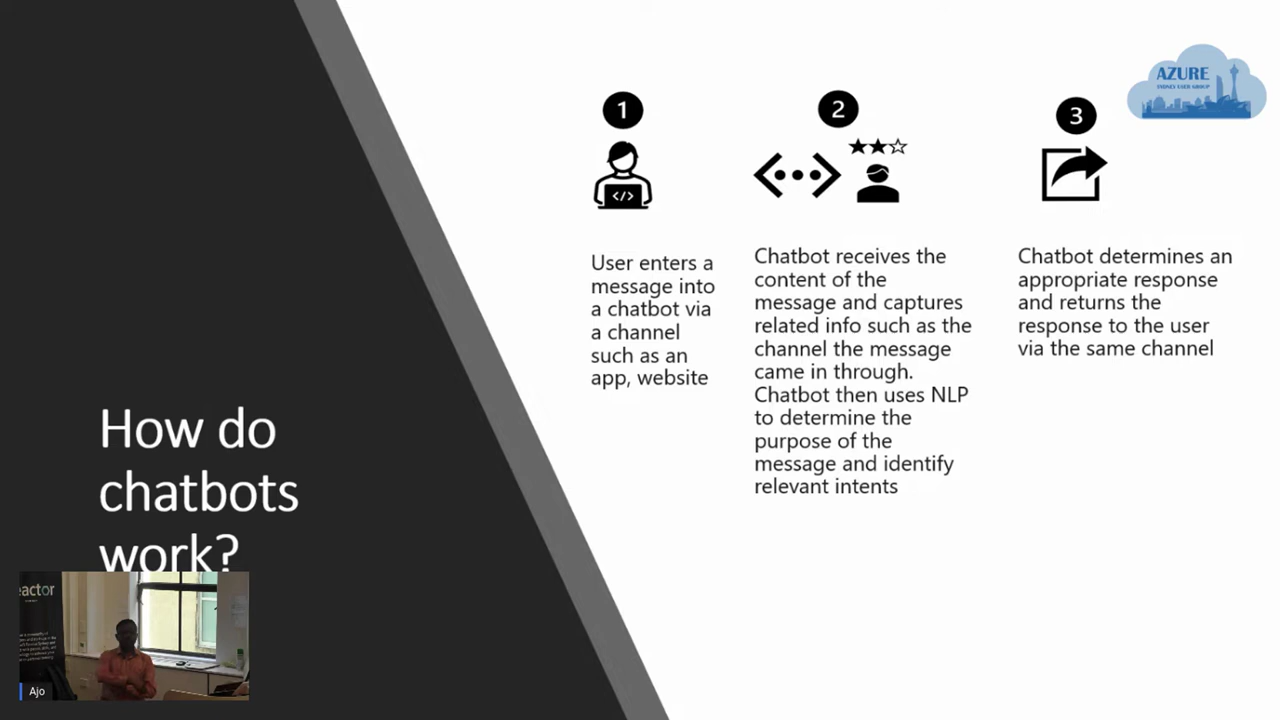 How do
chatbots
work?
1
User enters a
message into
a chatbot via
a channel
such as an
app, website
2
Chatbot receives the
content of the
message and captures
related info such as the
channel the message
came in through.
Chatbot then uses NLP
to determine the
purpose of the
message and identify
relevant intents
3
Chatbot determines an
appropriate response
and returns the
response to the user
via the same channel
AZURE
SYDNEY USER GROUP
</>
eactor
Ajo